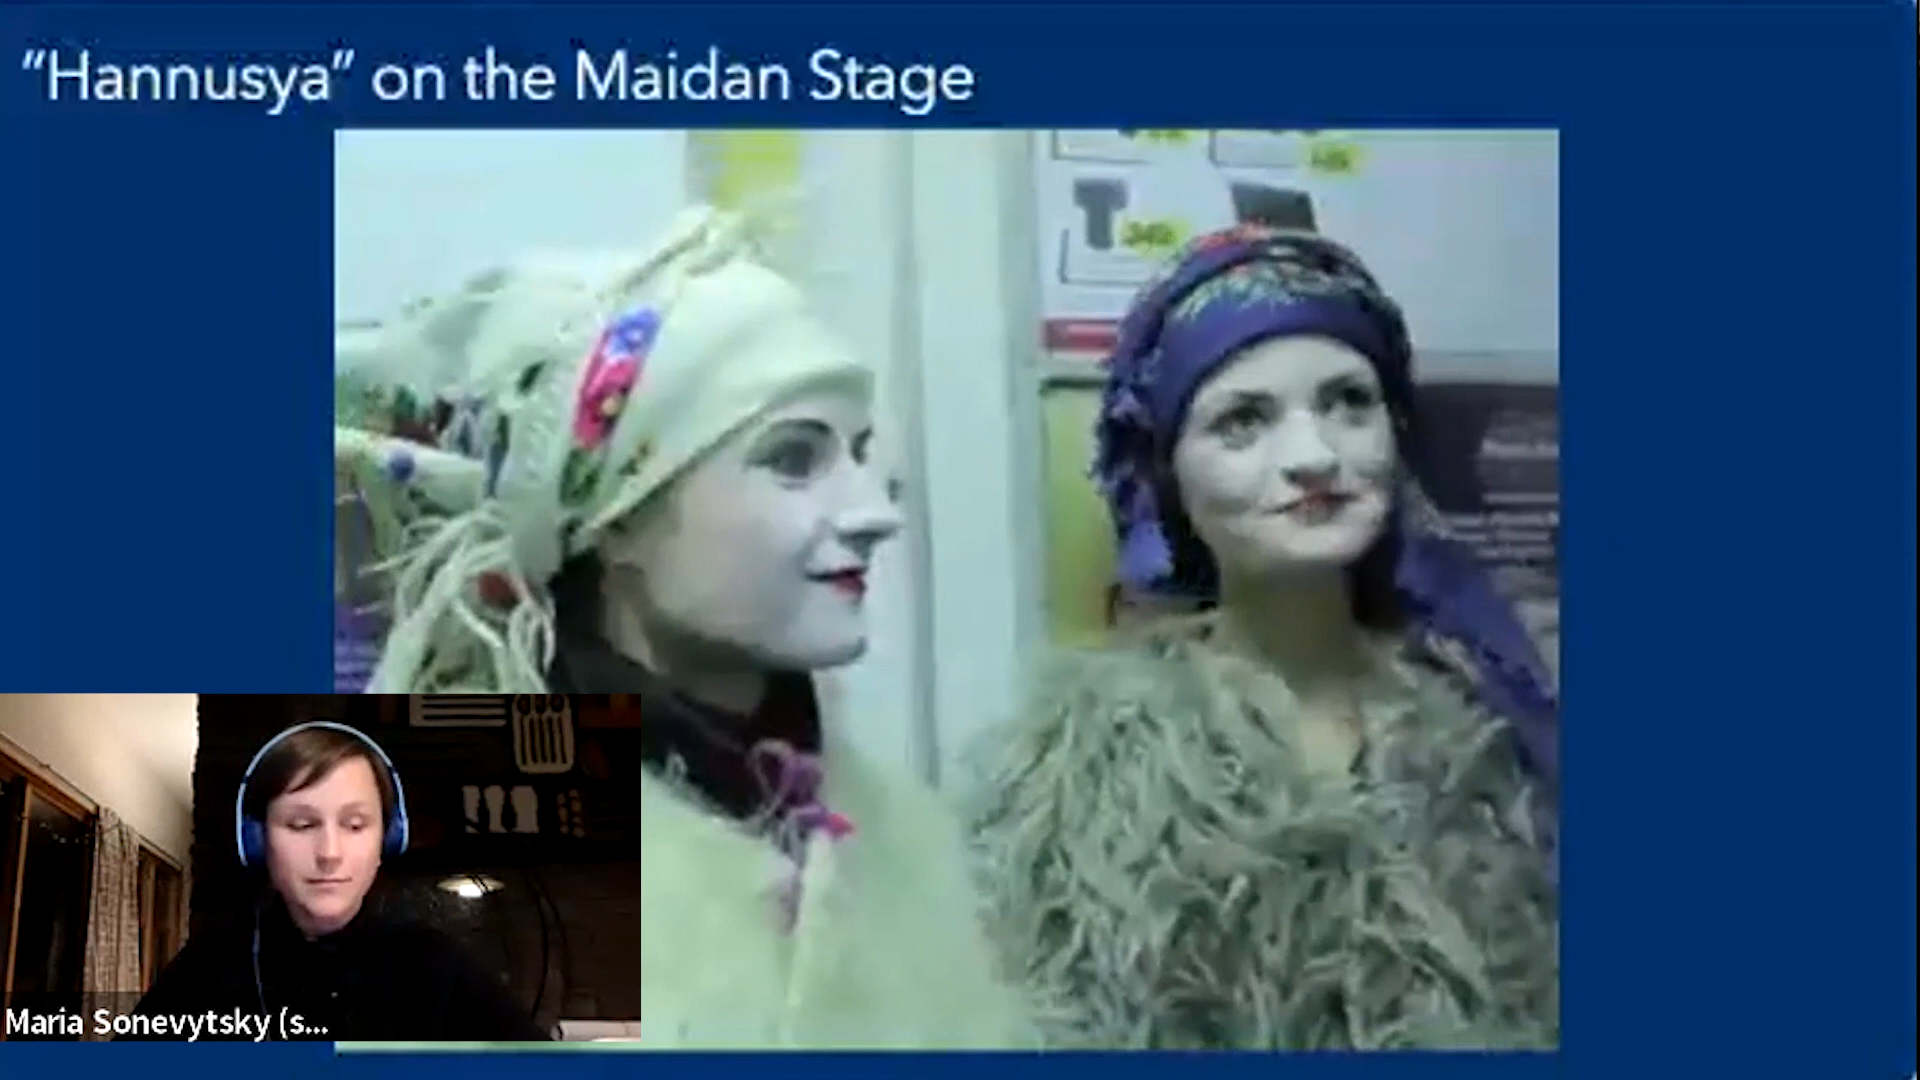 “Hannusya” on the Maidan Stage
Maria Sonevytsky (s...